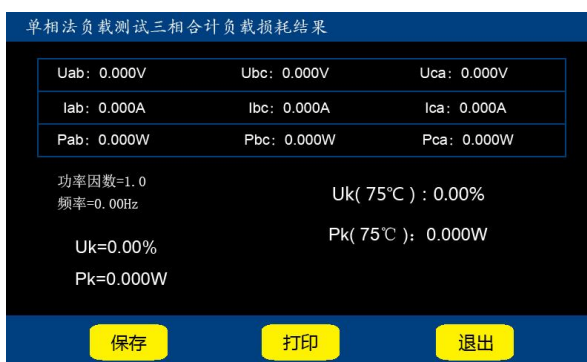 单相法负载测试三相合计负载损耗结果
Uab: 0.000V Ubc: 0.000V Uca: 0.000V
Iab: 0.000A Ibc: 0.000A Ica: 0.000A
Pab: 0.000W Pbc: 0.000W Pca: 0.000W
功率因数=1.0
频率=0.00Hz
Uk( 75℃ ) : 0.00%
Uk=0.00%
Pk( 75℃ ): 0.000W
Pk=0.000W
保存 打印 退出